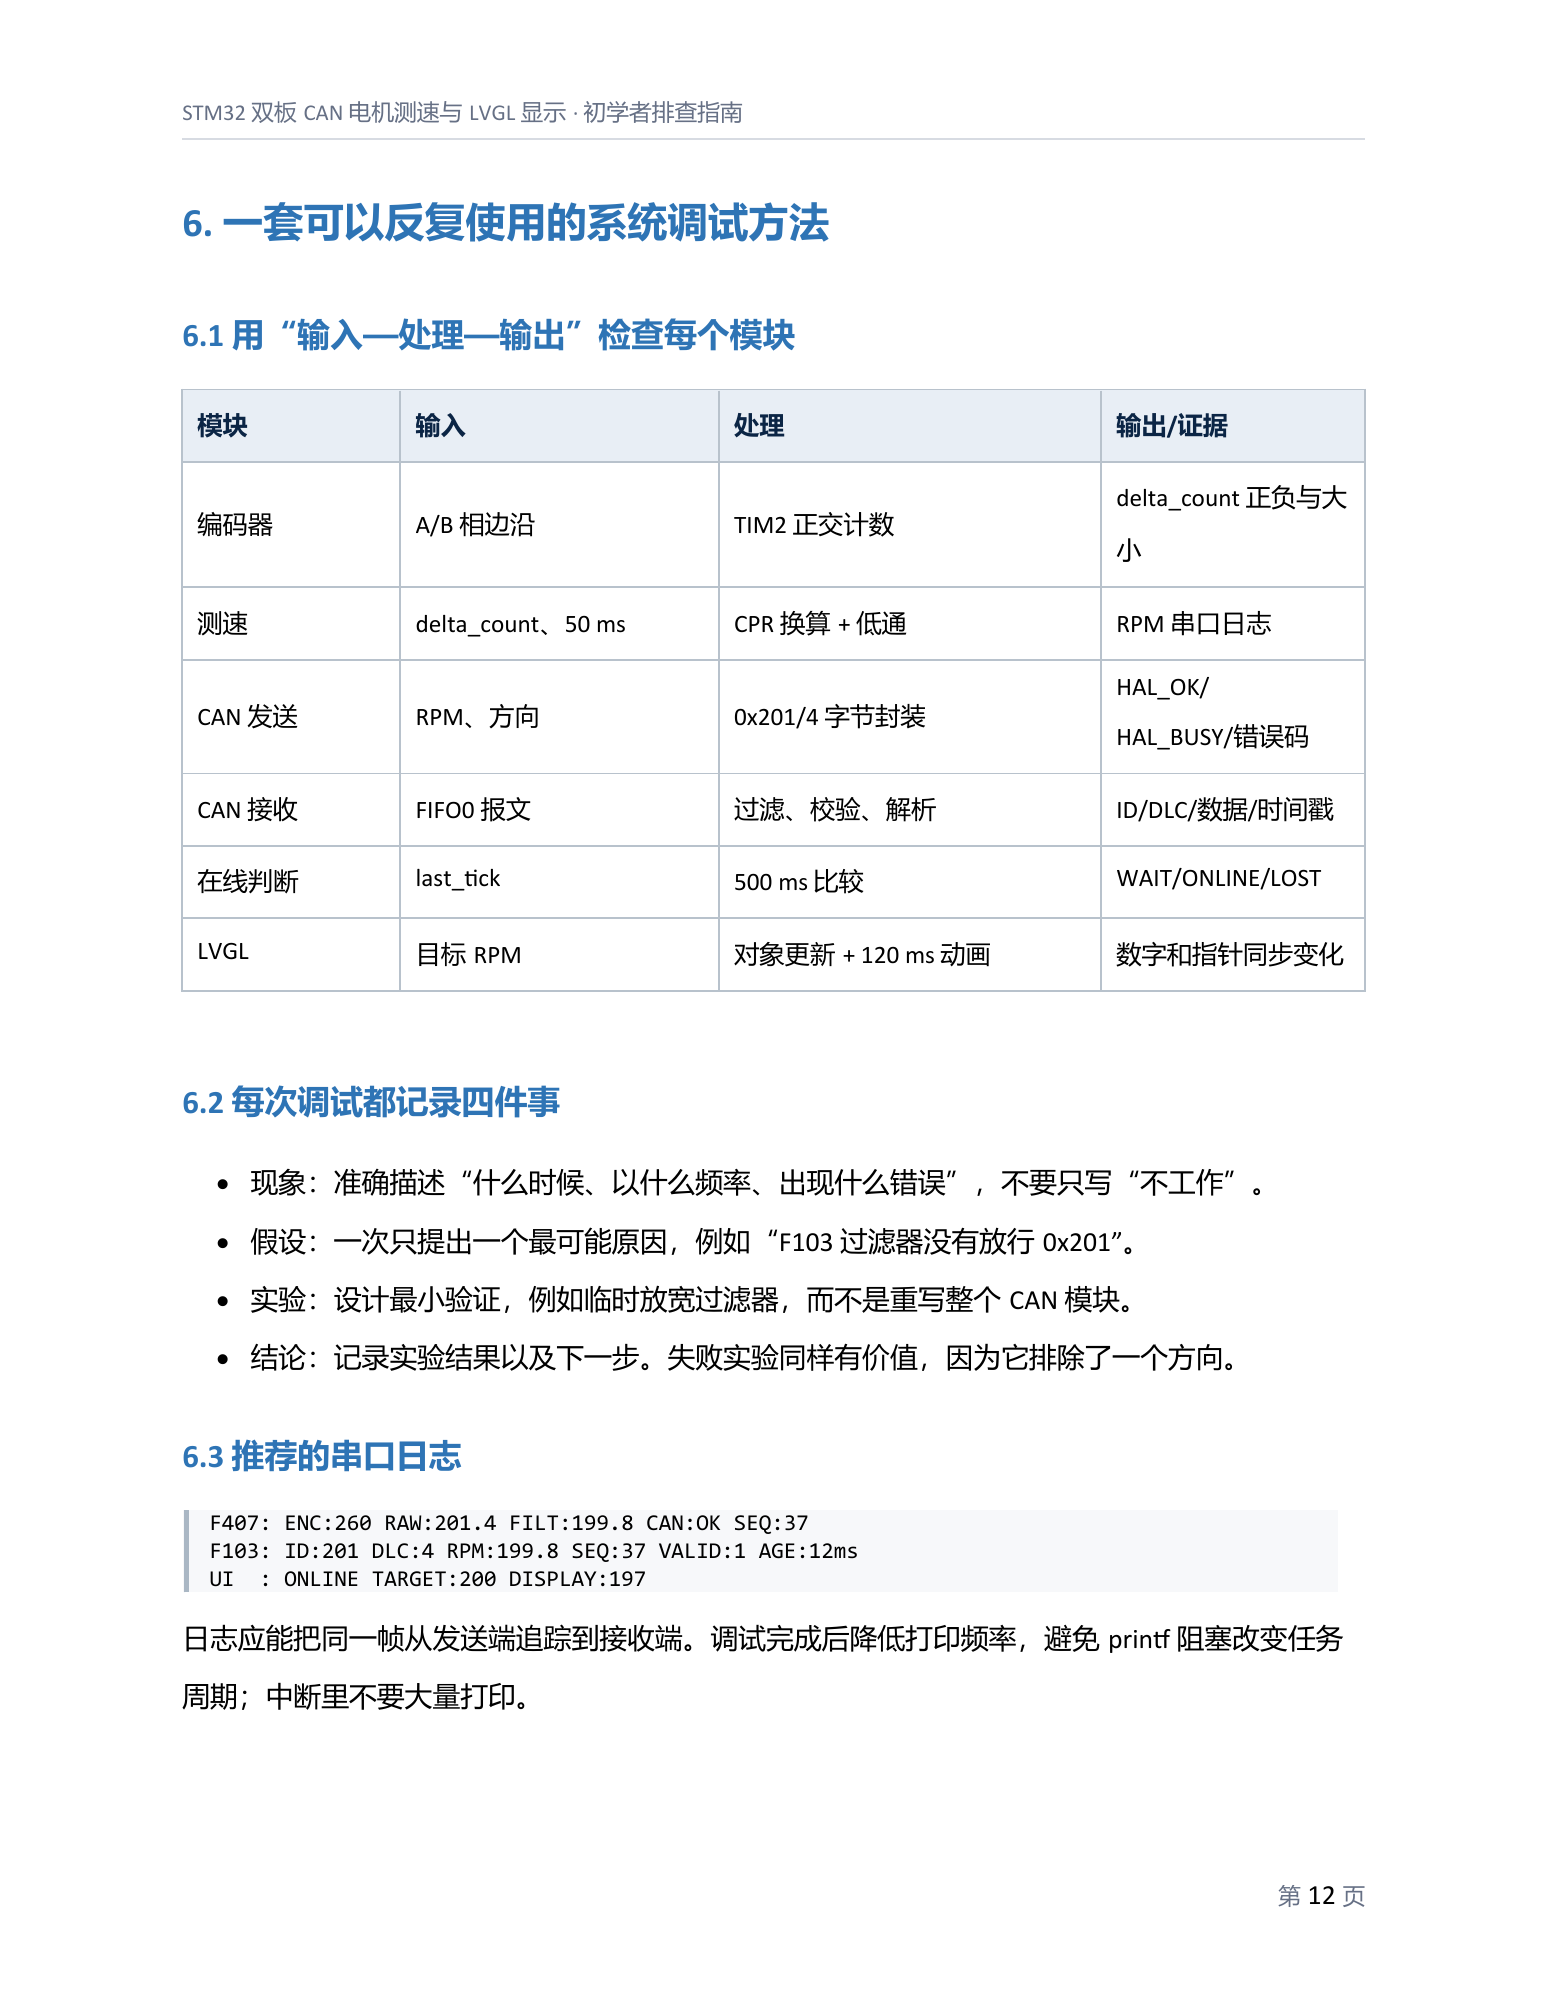 STM32 双板 CAN 电机测速与 LVGL 显示 · 初学者排查指南
6. 一套可以反复使用的系统调试方法
6.1 用“输入—处理—输出”检查每个模块
模块 输入 处理 输出/证据
编码器 A/B 相边沿 TIM2 正交计数 delta_count 正负与大
小
测速 delta_count、50 ms CPR 换算 + 低通 RPM 串口日志
CAN 发送 RPM、方向 0x201/4 字节封装 HAL_OK/
HAL_BUSY/错误码
CAN 接收 FIFO0 报文 过滤、校验、解析 ID/DLC/数据/时间戳
在线判断 last_tick 500 ms 比较 WAIT/ONLINE/LOST
LVGL 目标 RPM 对象更新 + 120 ms 动画 数字和指针同步变化
6.2 每次调试都记录四件事
• 现象：准确描述“什么时候、以什么频率、出现什么错误”，不要只写“不工作”。
• 假设：一次只提出一个最可能原因，例如“F103 过滤器没有放行 0x201”。
• 实验：设计最小验证，例如临时放宽过滤器，而不是重写整个 CAN 模块。
• 结论：记录实验结果以及下一步。失败实验同样有价值，因为它排除了一个方向。
6.3 推荐的串口日志
F407: ENC:260 RAW:201.4 FILT:199.8 CAN:OK SEQ:37
F103: ID:201 DLC:4 RPM:199.8 SEQ:37 VALID:1 AGE:12ms
UI  : ONLINE TARGET:200 DISPLAY:197
日志应能把同一帧从发送端追踪到接收端。调试完成后降低打印频率，避免 printf 阻塞改变任务
周期；中断里不要大量打印。
第 12 页